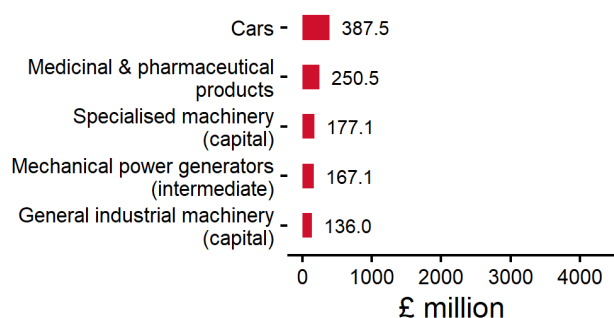 Cars
387.5
Medicinal & pharmaceutical
products
250.5
Specialised machinery
(capital)
177.1
Mechanical power generators
(intermediate)
167.1
General industrial machinery
(capital)
136.0
0 1000 2000 3000 4000
£ million